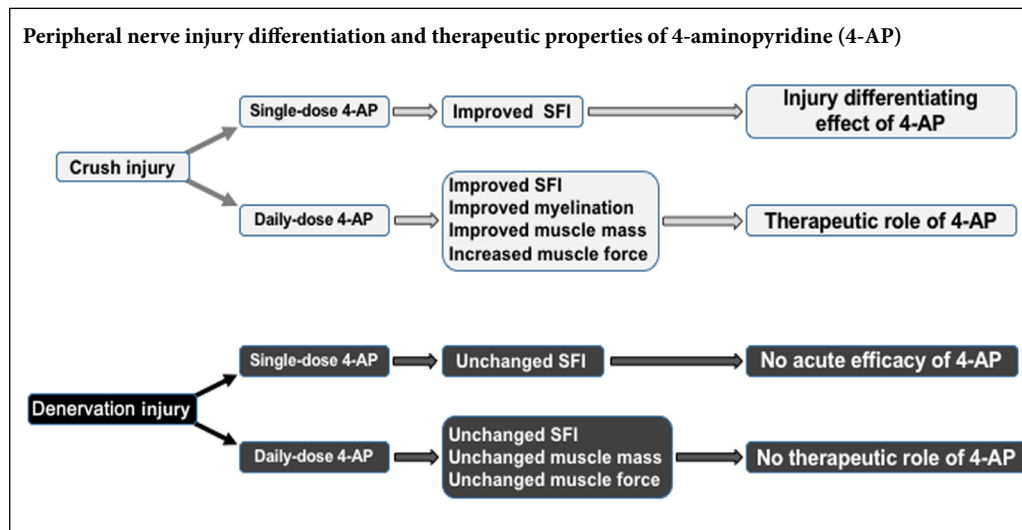 Peripheral nerve injury differentiation and therapeutic properties of 4-aminopyridine (4-AP)
Crush injury
Single-dose 4-AP
Improved SFI
Injury differentiating
effect of 4-AP
Daily-dose 4-AP
Improved SFI
Improved myelination
Improved muscle mass
Increased muscle force
Therapeutic role of 4-AP
Denervation injury
Single-dose 4-AP
Unchanged SFI
No acute efficacy of 4-AP
Daily-dose 4-AP
Unchanged SFI
Unchanged muscle mass
Unchanged muscle force
No therapeutic role of 4-AP